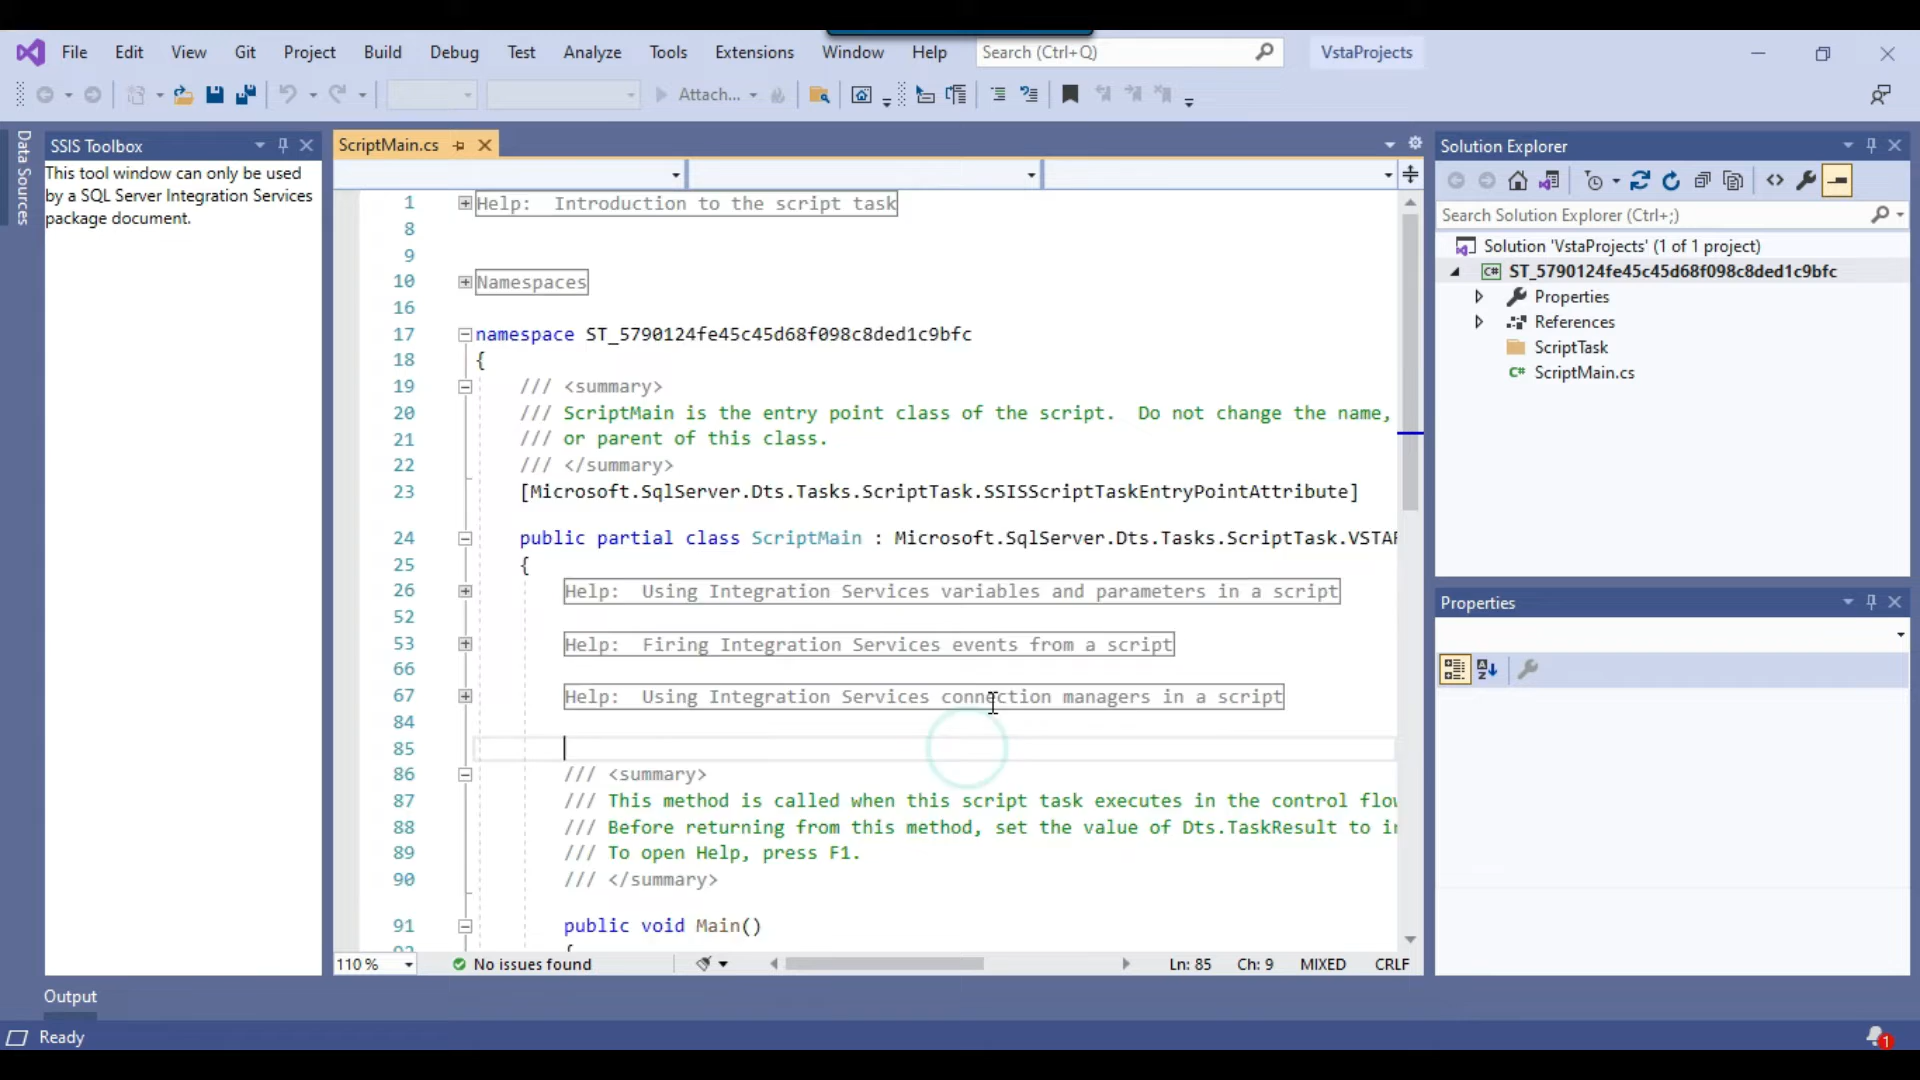 File Edit View Git Project Build Debug Test Analyze Tools Extensions Window Help Search (Ctrl+Q) VstaProjects
Attach...
Data Sources
SSIS Toolbox
This tool window can only be used
by a SQL Server Integration Services
package document.
ScriptMain.cs
1 Help: Introduction to the script task
8
9
10 Namespaces
16
17 namespace ST_5790124fe45c45d68f098c8ded1c9bfc
18 {
19 /// <summary>
20 /// ScriptMain is the entry point class of the script. Do not change the name,
21 /// or parent of this class.
22 /// </summary>
23 [Microsoft.SqlServer.Dts.Tasks.ScriptTask.SSISScriptTaskEntryPointAttribute]
24 public partial class ScriptMain : Microsoft.SqlServer.Dts.Tasks.ScriptTask.VSTAR
25 {
26 Help: Using Integration Services variables and parameters in a script
52
53 Help: Firing Integration Services events from a script
66
67 Help: Using Integration Services connection managers in a script
84
85
86 /// <summary>
87 /// This method is called when this script task executes in the control flow
88 /// Before returning from this method, set the value of Dts.TaskResult to in
89 /// To open Help, press F1.
90 /// </summary>
91 public void Main()
92 {
110 % No issues found Ln: 85 Ch: 9 MIXED CRLF
Solution Explorer
Search Solution Explorer (Ctrl+;)
Solution 'VstaProjects' (1 of 1 project)
C# ST_5790124fe45c45d68f098c8ded1c9bfc
Properties
References
ScriptTask
C# ScriptMain.cs
Properties
Output
Ready
1